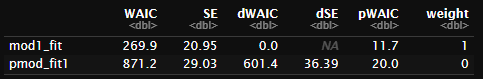 WAIC SE dWAIC dSE pWAIC weight
<dbl> <dbl> <dbl> <dbl> <dbl> <dbl>
mod1_fit 269.9 20.95 0.0 NA 11.7 1
pmod_fit1 871.2 29.03 601.4 36.39 20.0 0